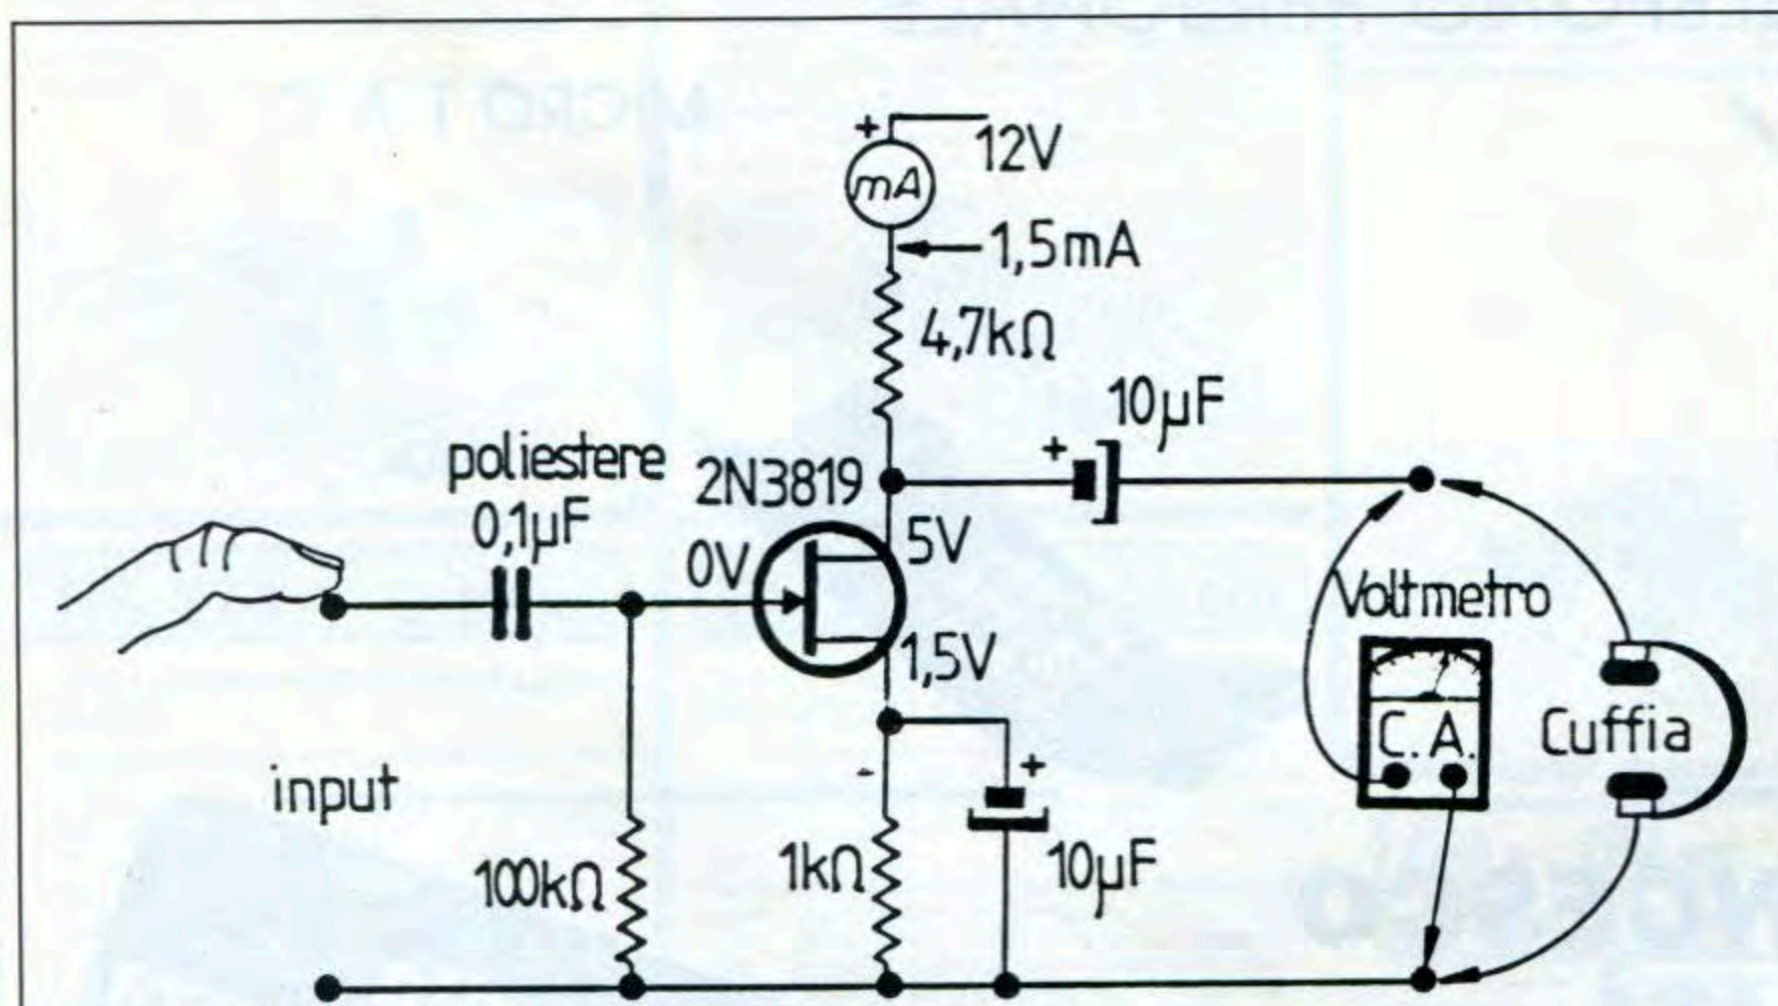 +
12V
mA
1,5mA
4,7kΩ
10µF
+
poliestere
0,1µF
2N3819
0V
5V
1,5V
Voltmetro
C.A.
Cuffia
input
-
+
100kΩ
1kΩ
10µF